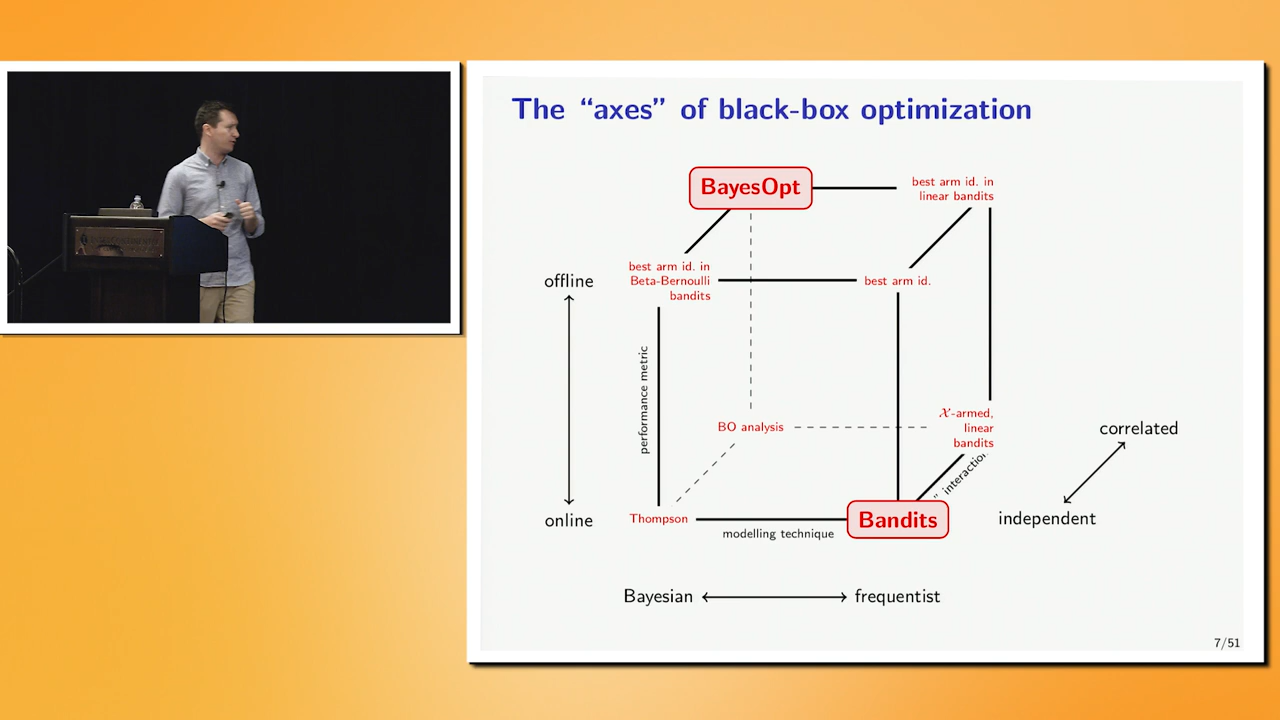 The “axes” of black-box optimization
BayesOpt
best arm id. in
linear bandits
best arm id. in
Beta-Bernoulli
bandits
best arm id.
offline
performance metric
BO analysis
𝒳-armed,
linear
bandits
correlated
” interaction
online
Thompson
modelling technique
Bandits
independent
Bayesian
frequentist
7/51